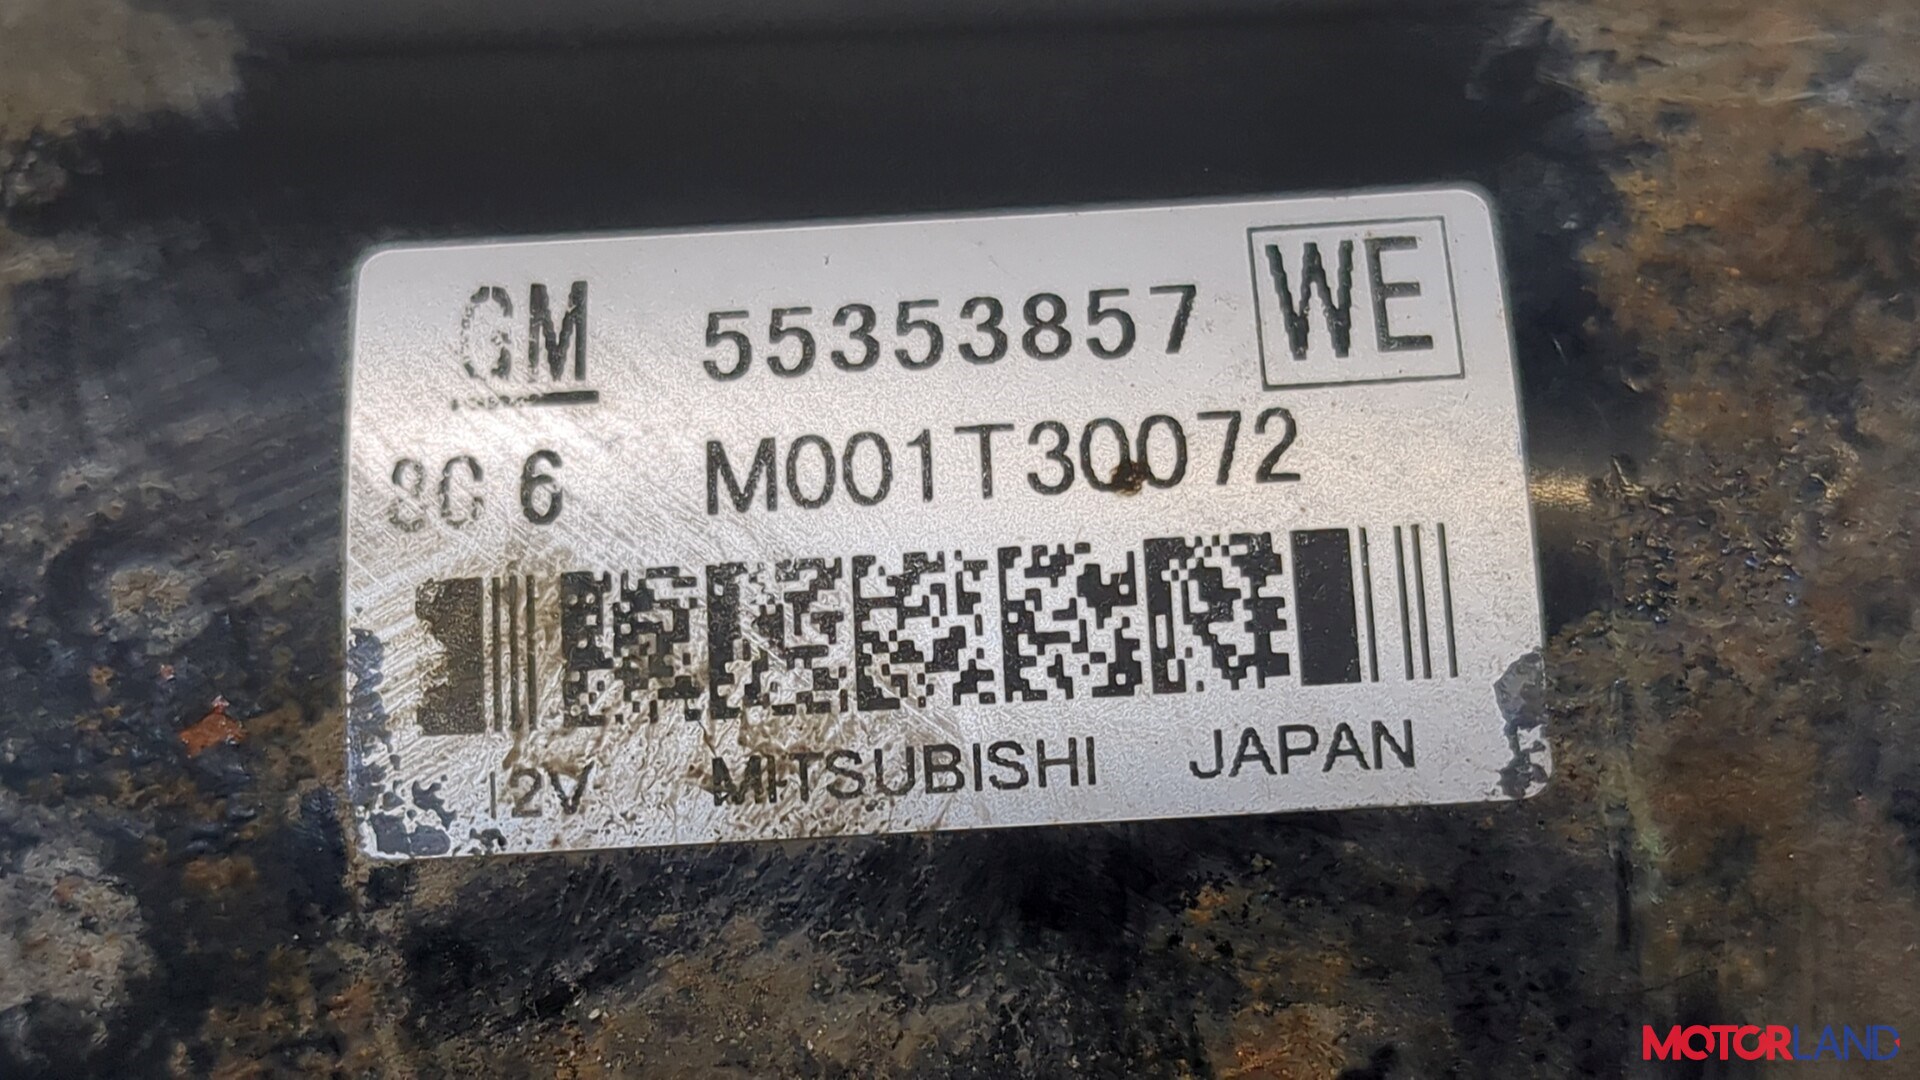 GM 55353857 WE
8C 6 M001T30072
12V MITSUBISHI JAPAN
MOTORLAND